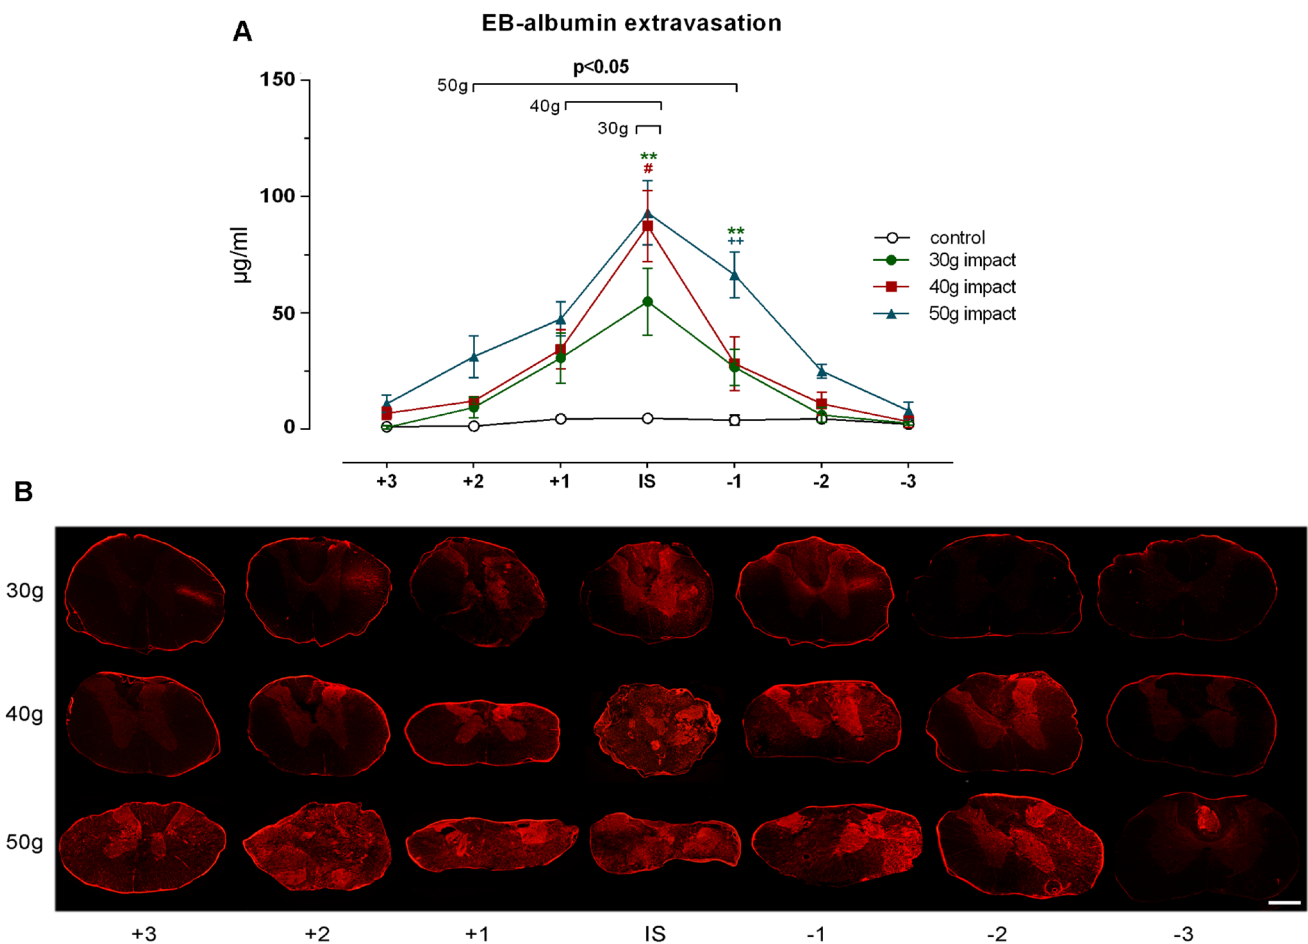 A
EB-albumin extravasation
p<0.05
150
50g
40g
30g
**
#
100
**
++
µg/ml
control
30g impact
40g impact
50g impact
50
0
+3 +2 +1 IS -1 -2 -3
B
30g
40g
50g
+3 +2 +1 IS -1 -2 -3